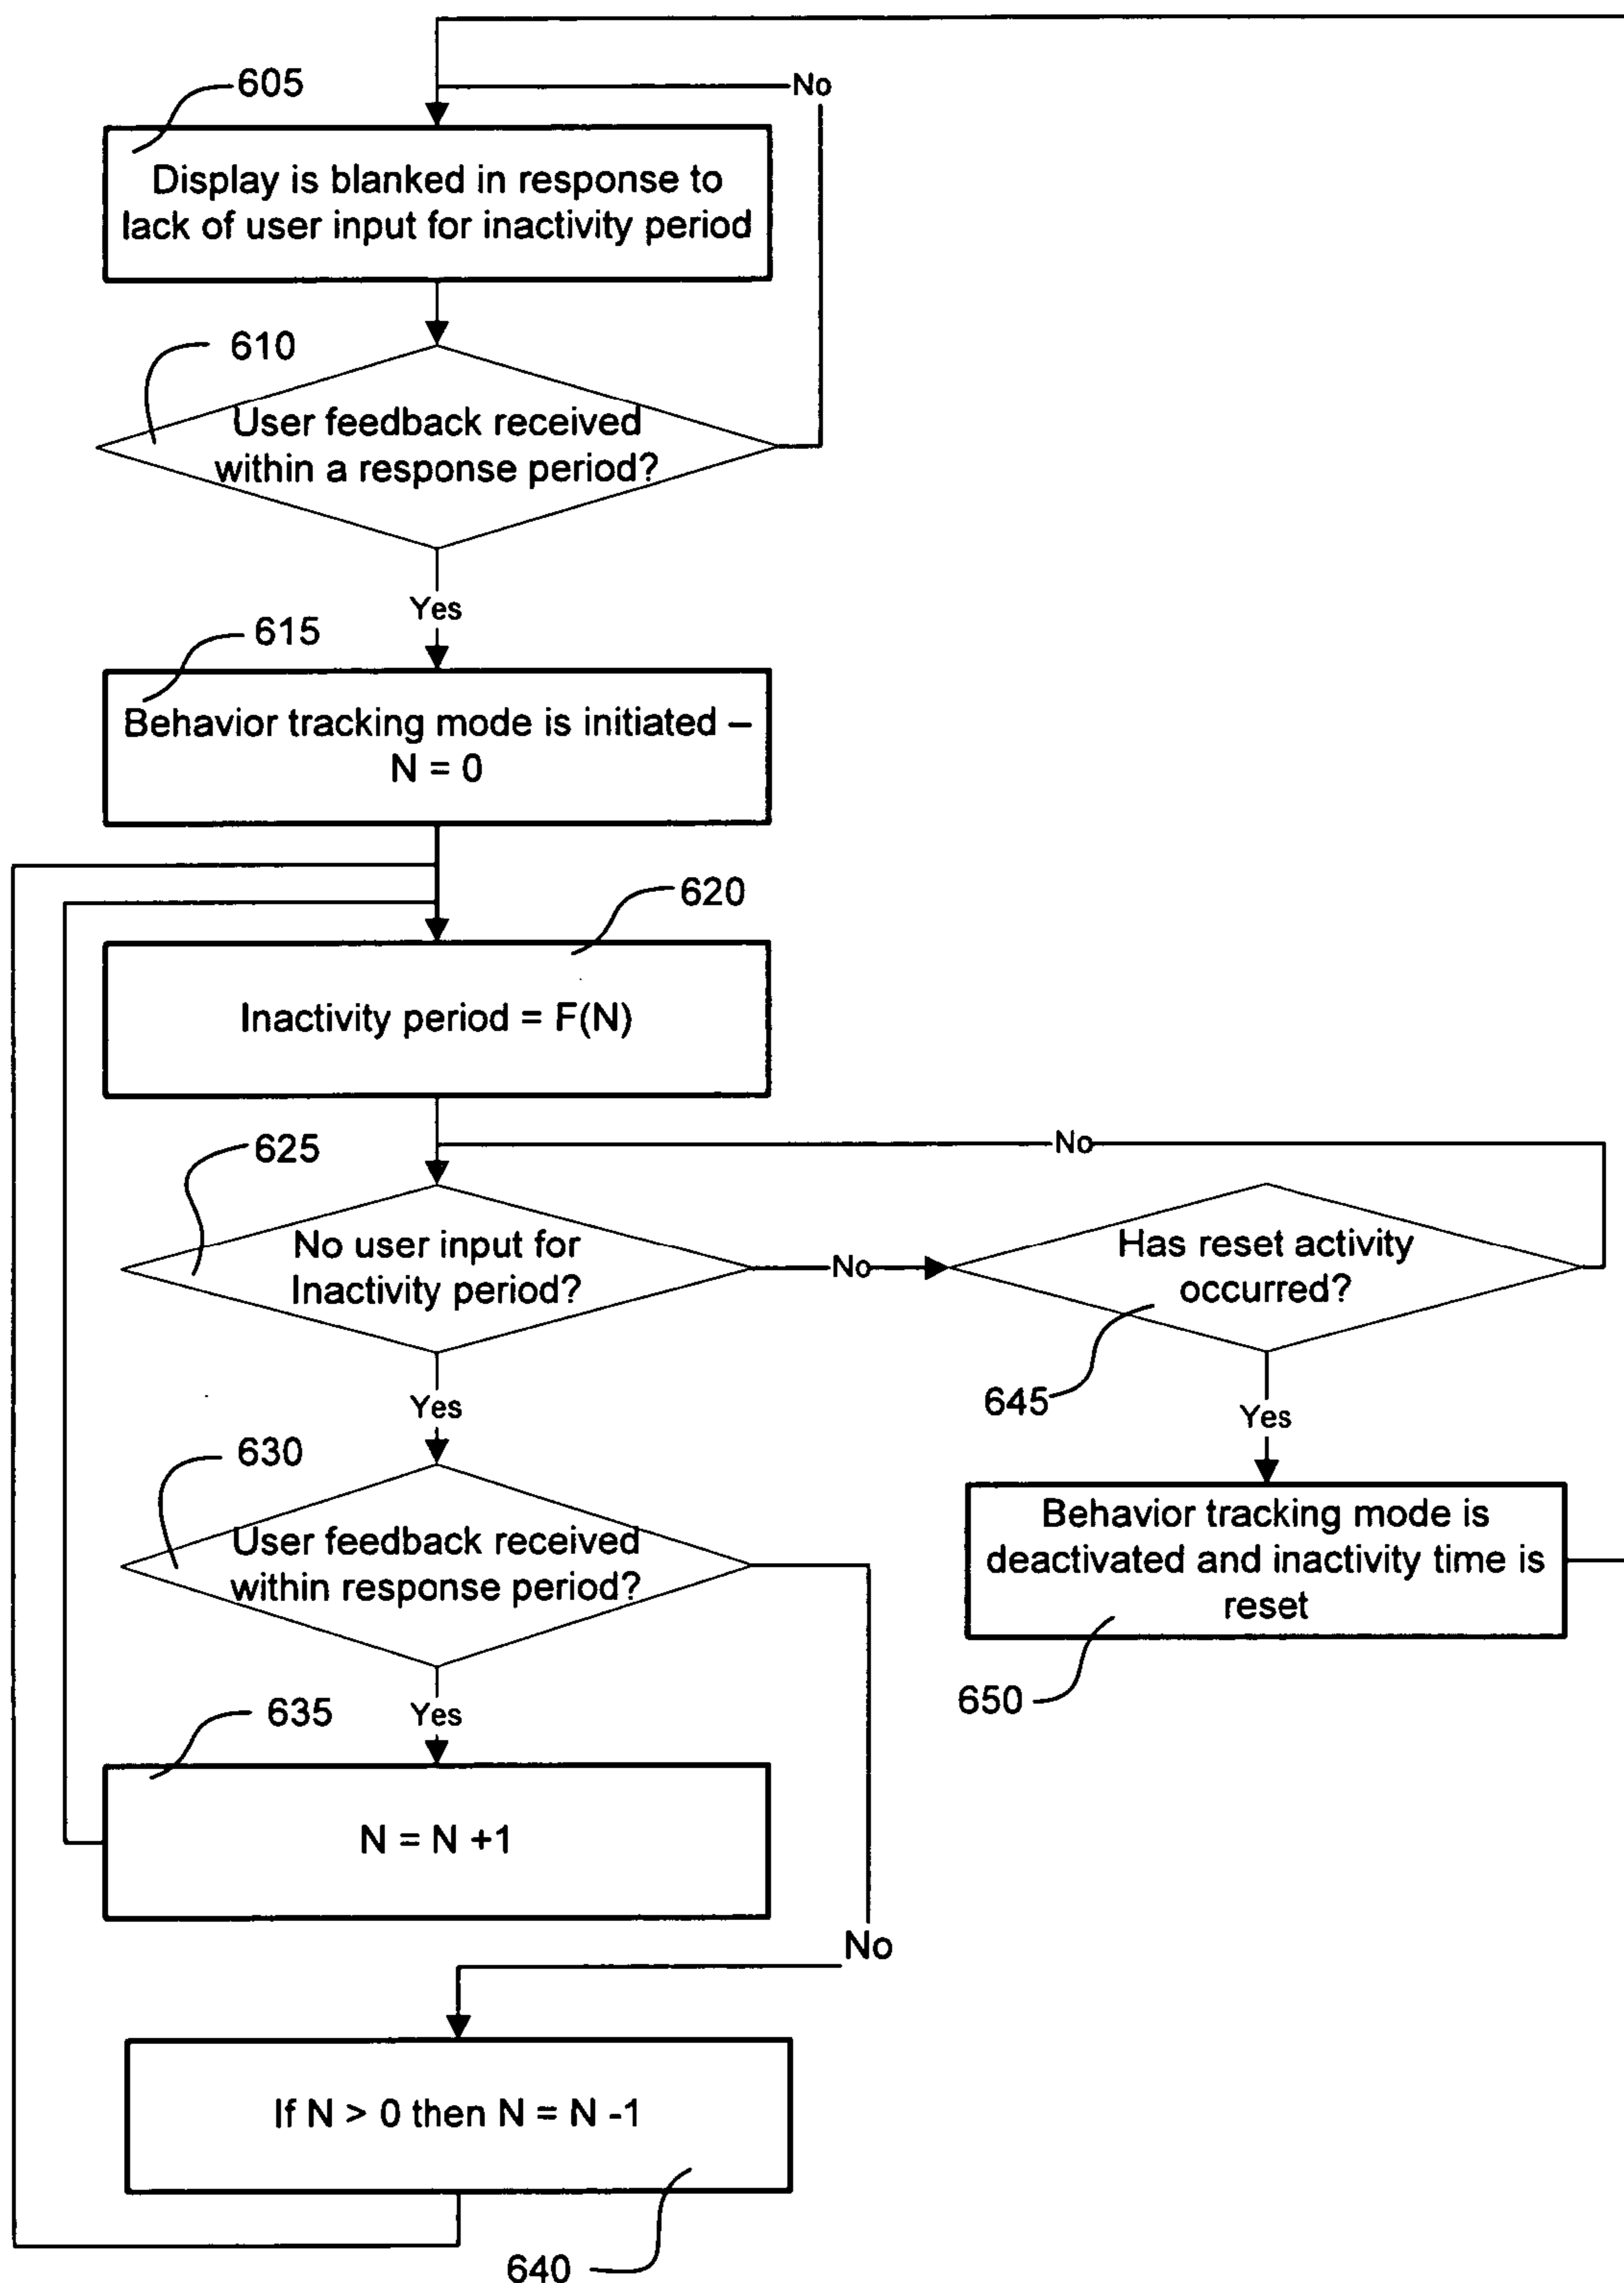 No
605
Display is blanked in response to
lack of user input for inactivity period
610
User feedback received
within a response period?
Yes
615
Behavior tracking mode is initiated –
N = 0
620
Inactivity period = F(N)
No
625
No user input for
Inactivity period?
No
Has reset activity
occurred?
645
Yes
Yes
630
User feedback received
within response period?
Behavior tracking mode is
deactivated and inactivity time is
reset
650
Yes
635
N = N +1
No
If N > 0 then N = N -1
640